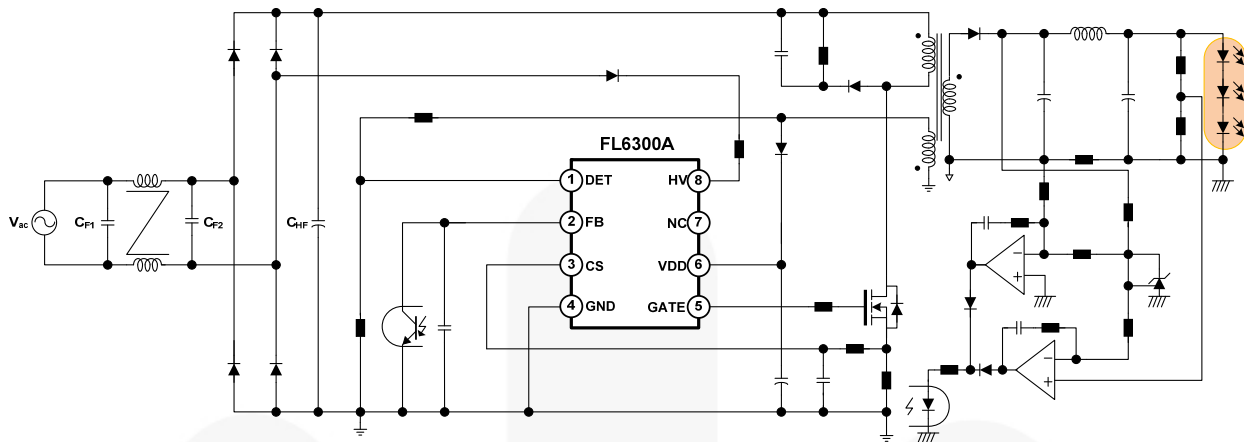 FL6300A
1 DET
HV 8
2 FB
NC 7
3 CS
VDD 6
4 GND
GATE 5
Vac
CF1
CF2
CHF
−
+
−
+